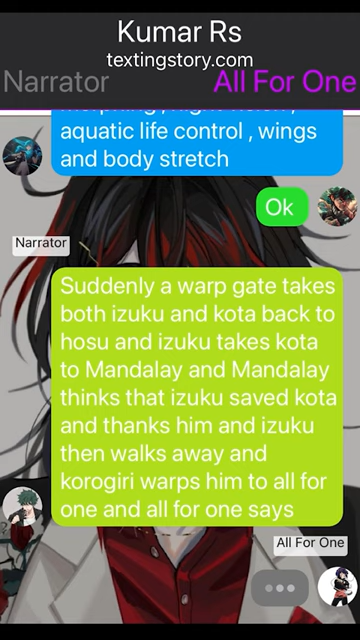 Kumar Rs
textingstory.com
Narrator
All For One
aquatic life control , wings
and body stretch
Ok
Narrator
Suddenly a warp gate takes
both izuku and kota back to
hosu and izuku takes kota
to Mandalay and Mandalay
thinks that izuku saved kota
and thanks him and izuku
then walks away and
korogiri warps him to all for
one and all for one says
All For One